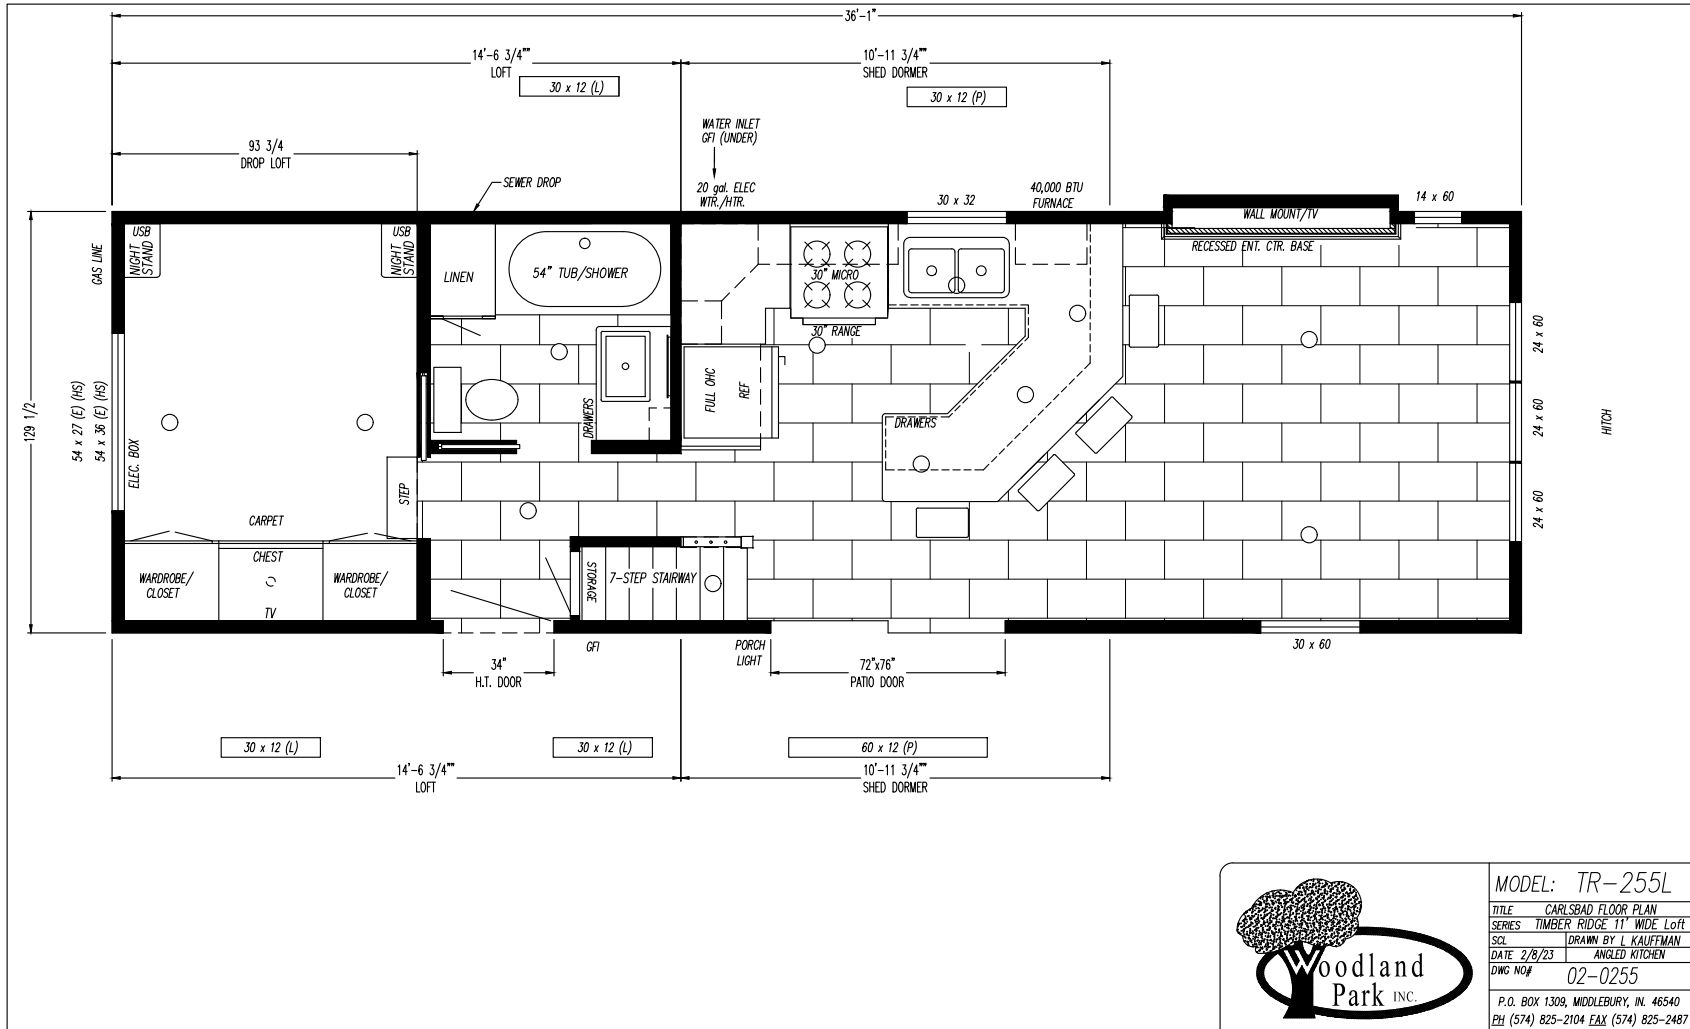 36'-1"
14'-6 3/4""
LOFT
10'-11 3/4""
SHED DORMER
30 x 12 (L)
30 x 12 (P)
WATER INLET
GFI (UNDER)
93 3/4
DROP LOFT
SEWER DROP
20 gal. ELEC
WTR./HTR.
30 x 32
40,000 BTU
FURNACE
14 x 60
WALL MOUNT/TV
RECESSED ENT. CTR. BASE
GAS LINE
USB
NIGHT
STAND
USB
NIGHT
STAND
LINEN
54" TUB/SHOWER
30" MICRO
30" RANGE
24 x 60
24 x 60
24 x 60
HITCH
129 1/2
54 x 27 (E) (HS)
54 x 36 (E) (HS)
ELEC. BOX
DRAWERS
FULL OHC
REF
DRAWERS
STEP
CARPET
CHEST
WARDROBE/
CLOSET
WARDROBE/
CLOSET
TV
STORAGE
7-STEP STAIRWAY
34"
H.T. DOOR
GFI
PORCH
LIGHT
72"x76"
PATIO DOOR
30 x 60
30 x 12 (L)
30 x 12 (L)
60 x 12 (P)
14'-6 3/4""
LOFT
10'-11 3/4""
SHED DORMER
Woodland
Park INC.
MODEL: TR-255L
TITLE CARLSBAD FLOOR PLAN
SERIES TIMBER RIDGE 11' WIDE Loft
SCL DRAWN BY L KAUFFMAN
DATE 2/8/23 ANGLED KITCHEN
DWG NO# 02-0255
P.O. BOX 1309, MIDDLEBURY, IN. 46540
PH (574) 825-2104 FAX (574) 825-2487